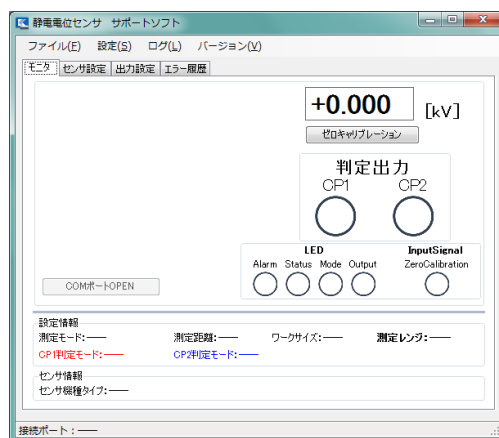 静電電位センサ サポートソフト
ファイル(F) 設定(S) ログ(L) バージョン(V)
モニタ センサ設定 出力設定 エラー履歴
+0.000 [kV]
ゼロキャリブレーション
判定出力
CP1 CP2
LED InputSignal
Alarm Status Mode Output ZeroCalibration
COMポートOPEN
設定情報
測定モード:── 測定距離:── ワークサイズ:── 測定レンジ:──
CP1判定モード:── CP2判定モード:──
センサ情報
センサ機種タイプ:──
接続ポート:──